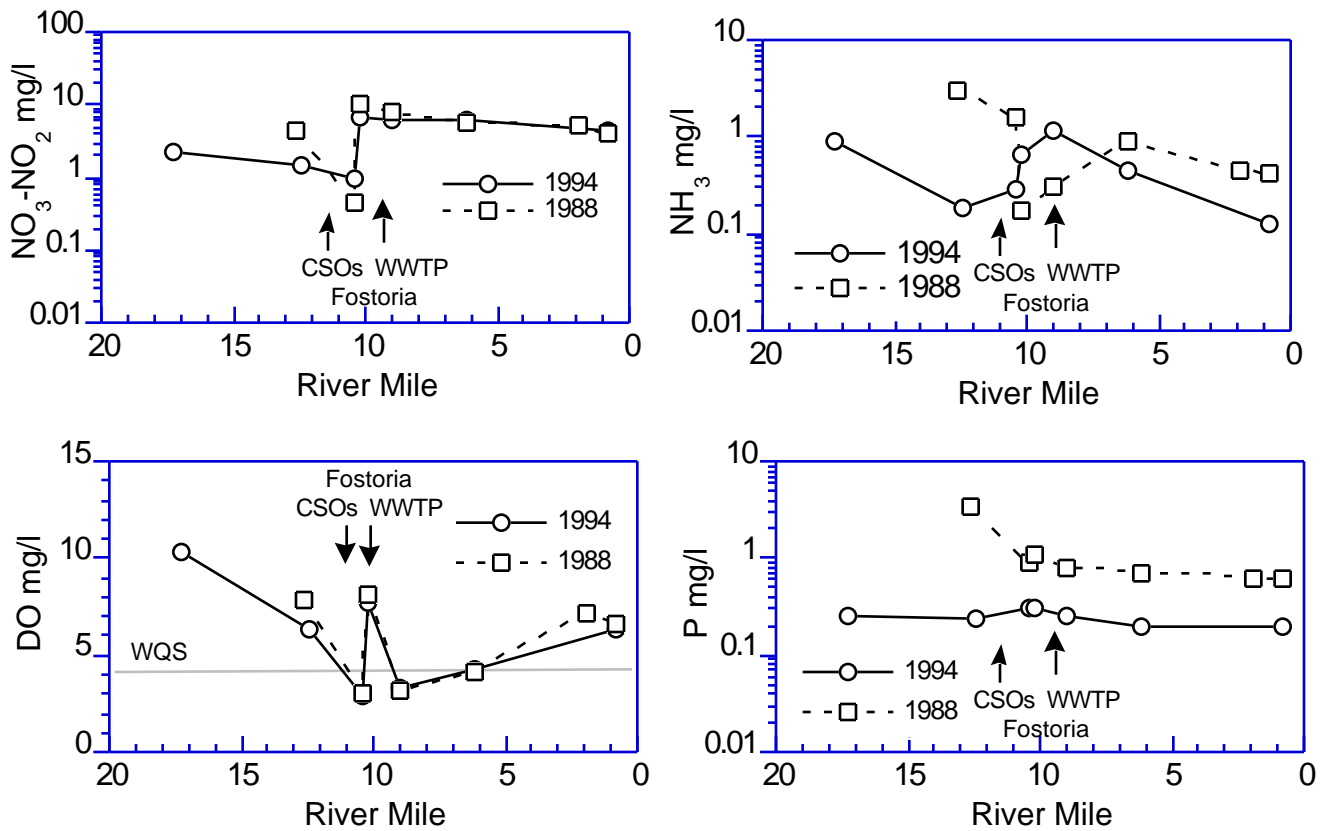 100
10
1
0.1
0.01
NO3-NO2 mg/l
1994
1988
CSOs WWTP
Fostoria
20 15 10 5 0
River Mile
10
1
0.1
0.01
NH3 mg/l
1994
1988
CSOs WWTP
Fostoria
20 15 10 5 0
River Mile
15
10
5
0
DO mg/l
Fostoria
CSOs WWTP
1994
1988
WQS
20 15 10 5 0
River Mile
10
1
0.1
0.01
P mg/l
1994
1988
CSOs WWTP
Fostoria
20 15 10 5 0
River Mile